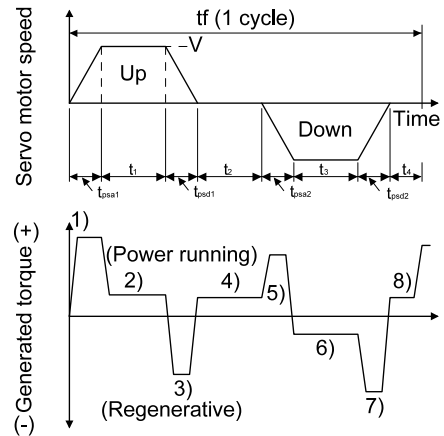 tf (1 cycle)
V
Up
Down
Time
Servo motor speed
tpsa1
t1
tpsd1
t2
tpsa2
t3
tpsd2
t4
(-) Generated torque (+)
1)
(Power running)
2)
4)
8)
5)
6)
3)
7)
(Regenerative)